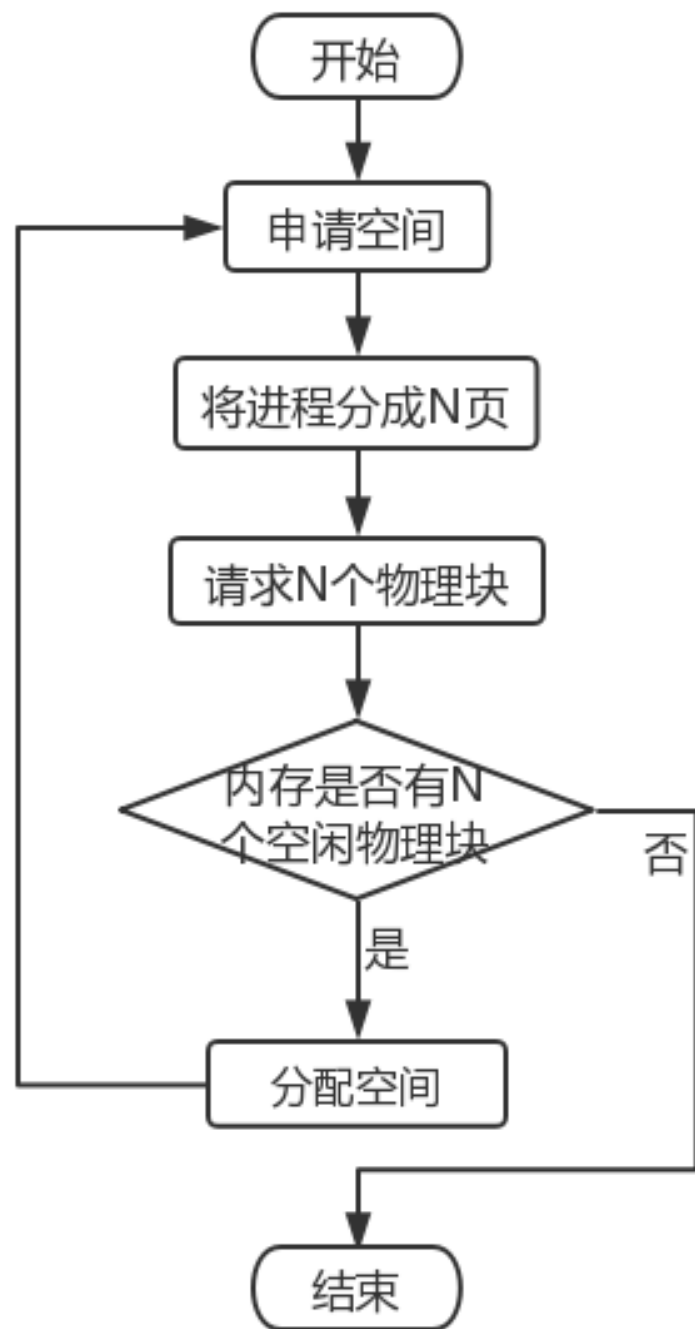 开始
申请空间
将进程分成N页
请求N个物理块
内存是否有N
个空闲物理块
否
是
分配空间
结束